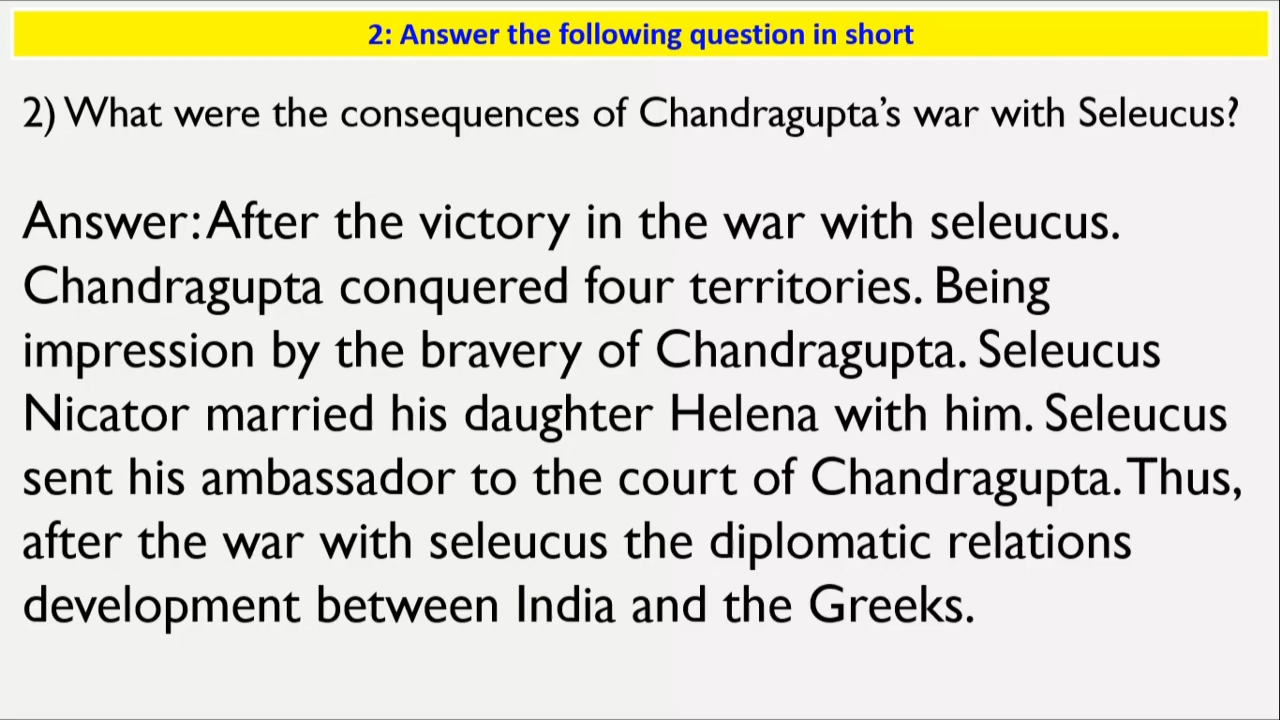 2: Answer the following question in short
2) What were the consequences of Chandragupta’s war with Seleucus?
Answer: After the victory in the war with seleucus.
Chandragupta conquered four territories. Being
impression by the bravery of Chandragupta. Seleucus
Nicator married his daughter Helena with him. Seleucus
sent his ambassador to the court of Chandragupta. Thus,
after the war with seleucus the diplomatic relations
development between India and the Greeks.